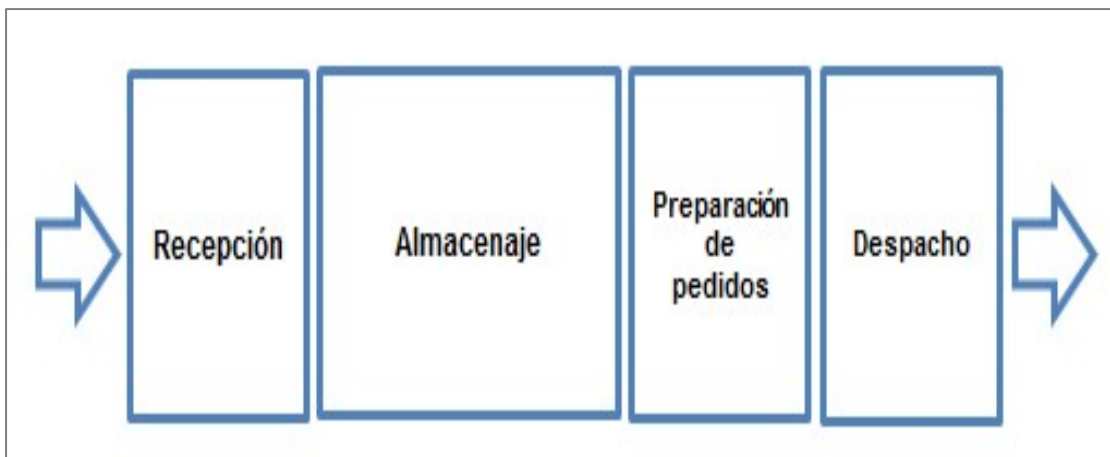 Recepción
Almacenaje
Preparación
de
pedidos
Despacho